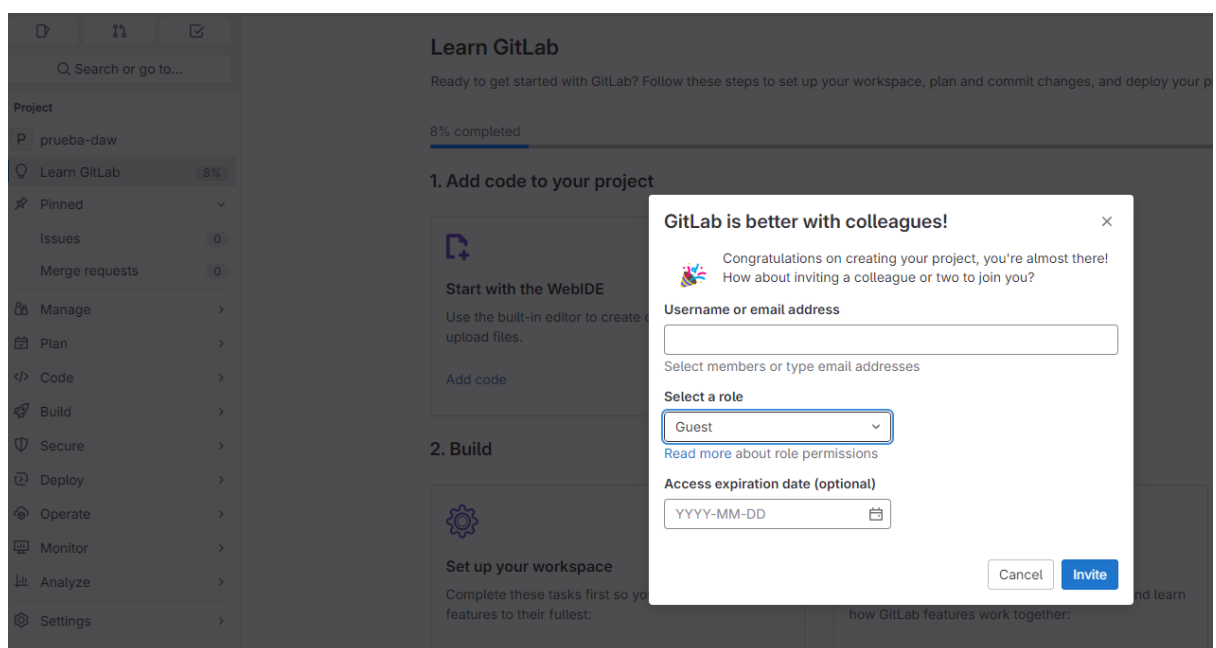 Search or go to...
Project
P prueba-daw
Learn GitLab 8%
Pinned
Issues 0
Merge requests 0
Manage
Plan
Code
Build
Secure
Deploy
Operate
Monitor
Analyze
Settings
Learn GitLab
Ready to get started with GitLab? Follow these steps to set up your workspace, plan and commit changes, and deploy your
8% completed
1. Add code to your project
Start with the WebIDE
Use the built-in editor to create
upload files.
Add code
2. Build
Set up your workspace
Complete these tasks first so
features to their fullest:
nd learn
how GitLab features work together:
GitLab is better with colleagues!
Congratulations on creating your project, you're almost there!
How about inviting a colleague or two to join you?
Username or email address
Select members or type email addresses
Select a role
Guest
Read more about role permissions
Access expiration date (optional)
YYYY-MM-DD
Cancel Invite